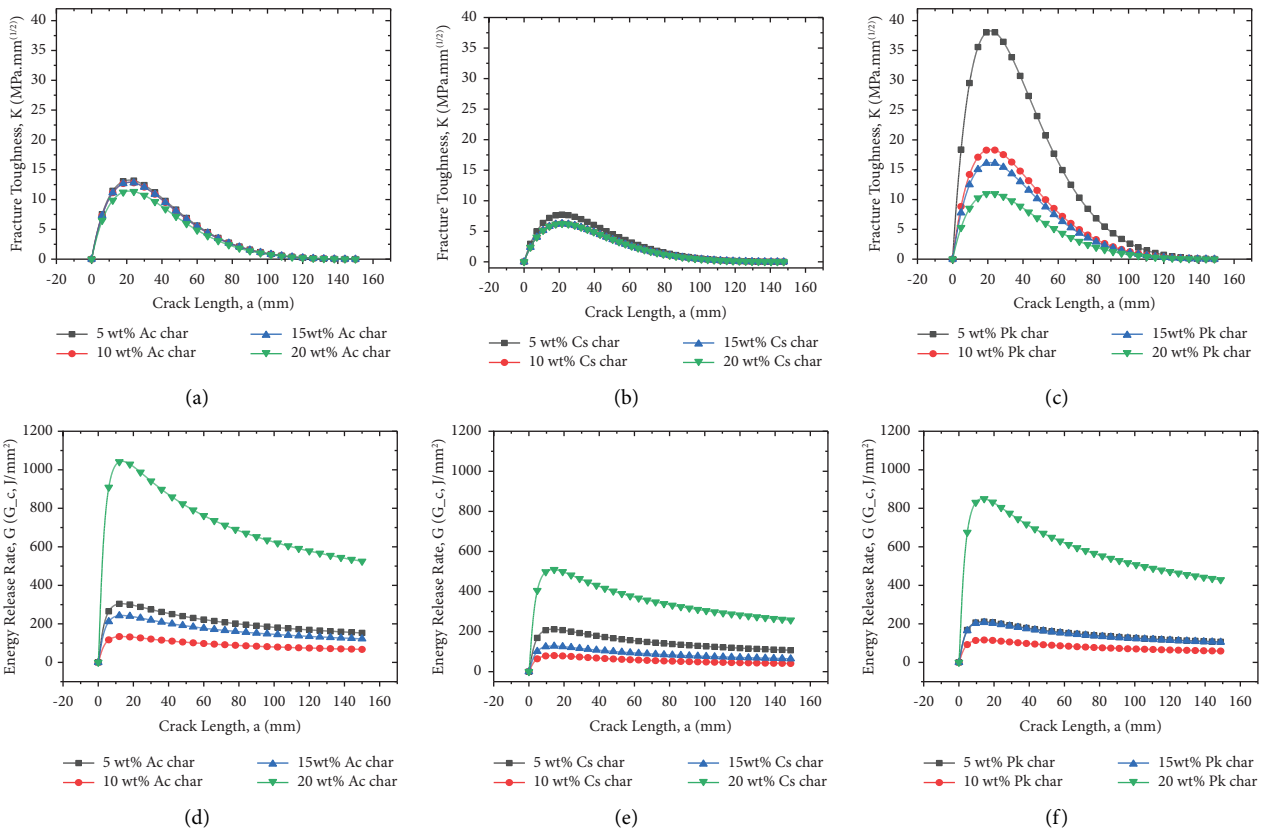 Fracture Toughness, K (MPa.mm^(1/2))
40
35
30
25
20
15
10
5
0
-20 0 20 40 60 80 100 120 140 160
Crack Length, a (mm)
5 wt% Ac char
10 wt% Ac char
15wt% Ac char
20 wt% Ac char
(a)
Fracture Toughness, K (MPa.mm^(1/2))
40
35
30
25
20
15
10
5
0
-20 0 20 40 60 80 100 120 140 160
Crack Length, a (mm)
5 wt% Cs char
10 wt% Cs char
15wt% Cs char
20 wt% Cs char
(b)
Fracture Toughness, K (MPa.mm^(1/2))
40
35
30
25
20
15
10
5
0
-20 0 20 40 60 80 100 120 140 160
Crack Length, a (mm)
5 wt% Pk char
10 wt% Pk char
15wt% Pk char
20 wt% Pk char
(c)
Energy Release Rate, G (G_c, J/mm²)
1200
1000
800
600
400
200
0
-20 0 20 40 60 80 100 120 140 160
Crack Length, a (mm)
5 wt% Ac char
10 wt% Ac char
15wt% Ac char
20 wt% Ac char
(d)
Energy Release Rate, G (G_c, J/mm²)
1200
1000
800
600
400
200
0
-20 0 20 40 60 80 100 120 140 160
Crack Length, a (mm)
5 wt% Cs char
10 wt% Cs char
15wt% Cs char
20 wt% Cs char
(e)
Energy Release Rate, G (G_c, J/mm²)
1200
1000
800
600
400
200
0
-20 0 20 40 60 80 100 120 140 160
Crack Length, a (mm)
5 wt% Pk char
10 wt% Pk char
15wt% Pk char
20 wt% Pk char
(f)